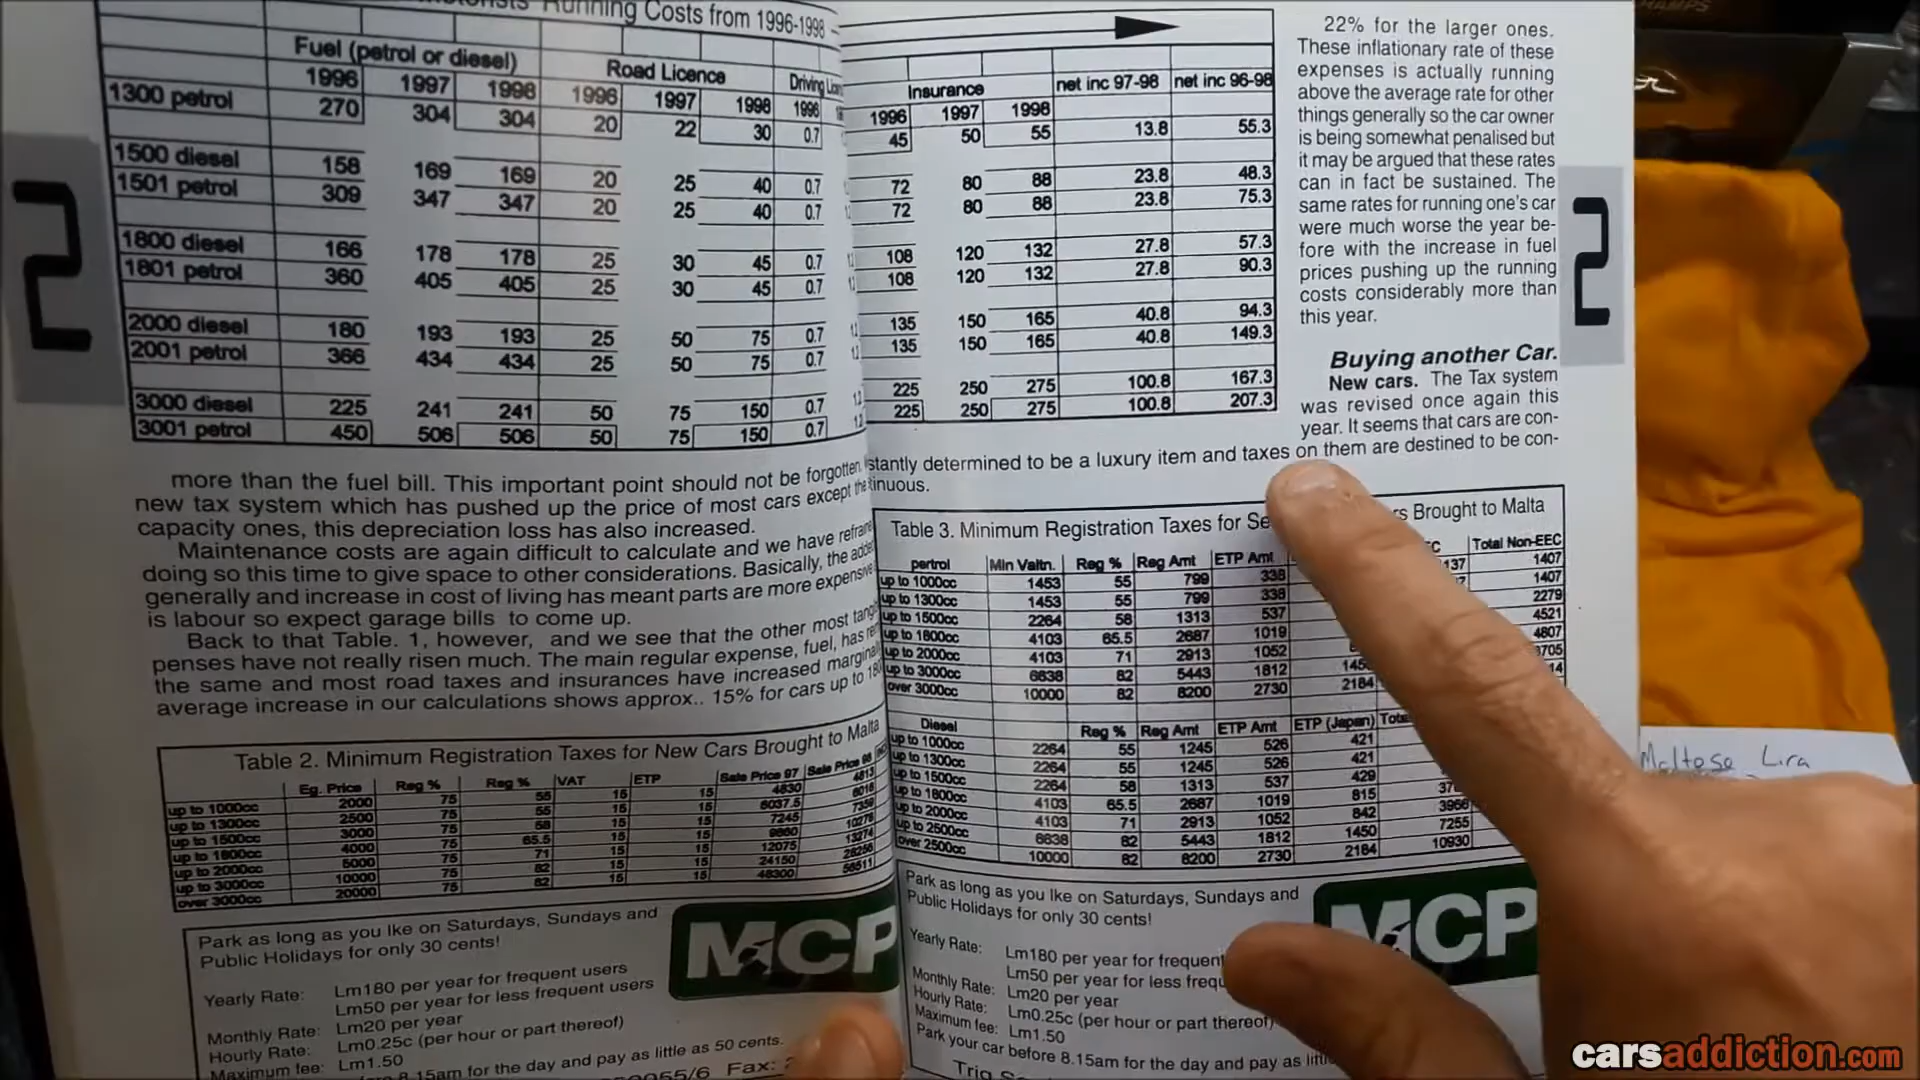 Running Costs from 1996-1998
Fuel (petrol or diesel) Road Licence Driving Insurance net inc 97-98 net inc 96-98
1996 1997 1998 1996 1997 1998 1996 1996 1997 1998
1300 petrol 270 304 304 20 22 30 0.7 45 50 55 13.8 55.3
1500 diesel 158 169 169 20 25 40 0.7 72 80 88 23.8 48.3
1501 petrol 309 347 347 20 25 40 0.7 72 80 88 23.8 75.3
1800 diesel 166 178 178 25 30 45 0.7 108 120 132 27.8 57.3
1801 petrol 360 405 405 25 30 45 0.7 108 120 132 27.8 90.3
2000 diesel 180 193 193 25 50 75 0.7 135 150 165 40.8 94.3
2001 petrol 366 434 434 25 50 75 0.7 135 150 165 40.8 149.3
3000 diesel 225 241 241 50 75 150 0.7 225 250 275 100.8 167.3
3001 petrol 450 506 506 50 75 150 0.7 225 250 275 100.8 207.3
2
more than the fuel bill. This important point should not be forgotten.
new tax system which has pushed up the price of most cars except the
capacity ones, this depreciation loss has also increased.
Maintenance costs are again difficult to calculate and we have
doing so this time to give space to other considerations. Basically, the
generally and increase in cost of living has meant parts are more expensive
is labour so expect garage bills to come up.
Back to that Table. 1, however, and we see that the other most
penses have not really risen much. The main regular expense, fuel, has
the same and most road taxes and insurances have increased
average increase in our calculations shows approx.. 15% for cars up to
Table 2. Minimum Registration Taxes for New Cars Brought to Malta
Eg. Price Reg % Reg % VAT ETP Sale Price 97 Sale Price 98
up to 1000cc 2000 75 55 15 15 4830
up to 1300cc 2500 75 55 15 15 6037.5
up to 1500cc 3000 75 58 15 15 7245
up to 1800cc 4000 75 65.5 15 15 9660
up to 2000cc 5000 75 71 15 15 12075
up to 3000cc 10000 75 82 15 15 24150
over 3000cc 20000 75 82 15 15 48300
Park as long as you lke on Saturdays, Sundays and
Public Holidays for only 30 cents!
Yearly Rate: Lm180 per year for frequent users
Lm50 per year for less frequent users
Monthly Rate: Lm20 per year
Hourly Rate: Lm0.25c (per hour or part thereof)
Maximum fee: Lm1.50
8.15am for the day and pay as little as 50 cents.
Fax:
MCP
22% for the larger ones.
These inflationary rate of these
expenses is actually running
above the average rate for other
things generally so the car owner
is being somewhat penalised but
it may be argued that these rates
can in fact be sustained. The
same rates for running one's car
were much worse the year be-
fore with the increase in fuel
prices pushing up the running
costs considerably more than
this year.
Buying another Car.
New cars. The Tax system
was revised once again this
year. It seems that cars are con-
stantly determined to be a luxury item and taxes on them are destined to be con-
tinuous.
2
Table 3. Minimum Registration Taxes for Brought to Malta
pertrol Min Valtn. Reg % Reg Amt ETP Amt Total Non-EEC
up to 1000cc 1453 55 799 338 1407
up to 1300cc 1453 55 799 338 1407
up to 1500cc 2264 58 1313 537 2279
up to 1800cc 4103 65.5 2687 1019 4521
up to 2000cc 4103 71 2913 1052 4807
up to 3000cc 6638 82 5443 1812
over 3000cc 10000 82 8200 2730 2184
Diesel Reg % Reg Amt ETP Amt ETP (Japan)
up to 1000cc 2264 55 1245 526 421
up to 1300cc 2264 55 1245 526 421
up to 1500cc 2264 58 1313 537 429
up to 1800cc 4103 65.5 2687 1019 815
up to 2000cc 4103 71 2913 1052 842 3966
up to 2500cc 6638 82 5443 1812 1450 7255
over 2500cc 10000 82 8200 2730 2184 10930
Park as long as you lke on Saturdays, Sundays and
Public Holidays for only 30 cents!
Yearly Rate: Lm180 per year for frequent
Lm50 per year for less
Monthly Rate: Lm20 per year
Hourly Rate: Lm0.25c (per hour or part thereof)
Maximum fee: Lm1.50
Park your car before 8.15am for the day and pay as
MCP
Maltese Lira
carsaddiction.com